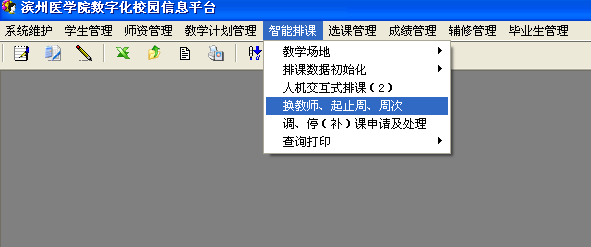 滨州医学院数字化校园信息平台
系统维护 学生管理 师资管理 教学计划管理 智能排课 选课管理 成绩管理 辅修管理 毕业生管理
教学场地
排课数据初始化
人机交互式排课(2)
换教师、起止周、周次
调、停(补)课申请及处理
查询打印